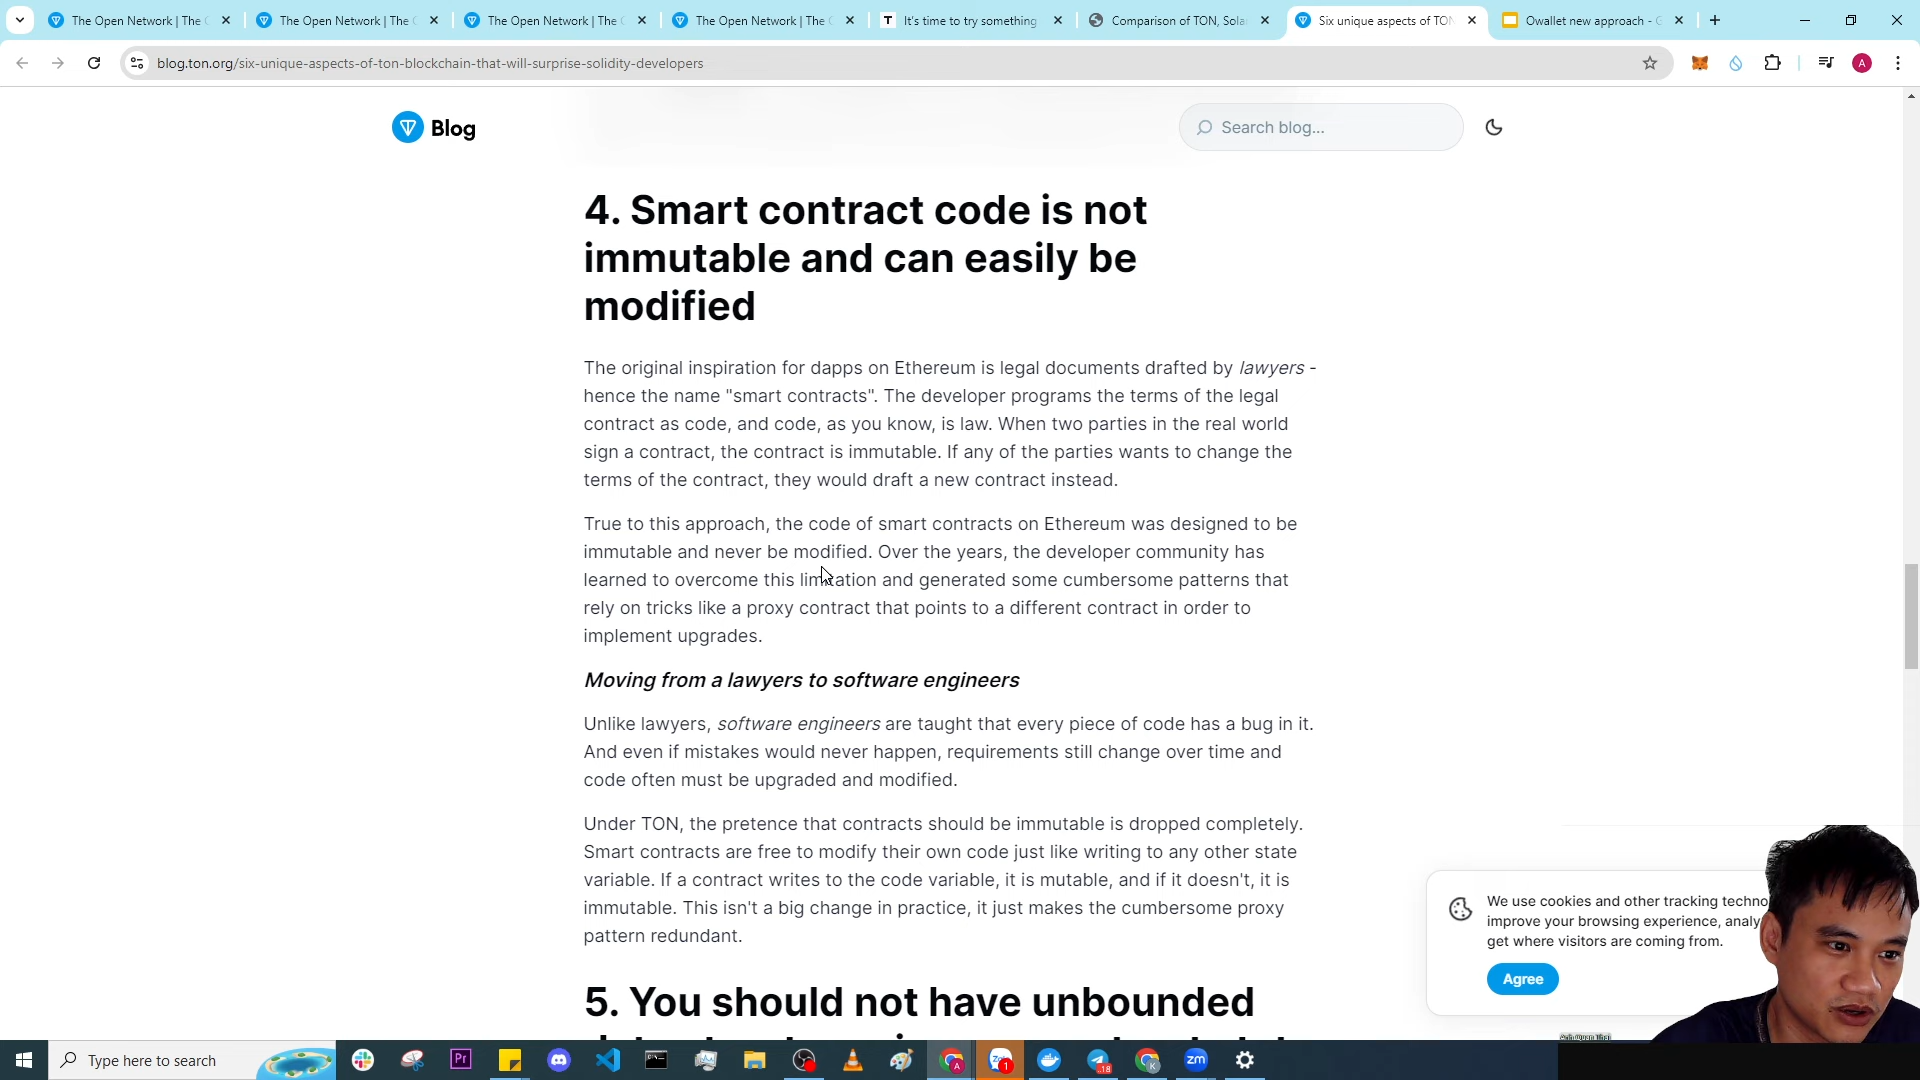 The Open Network | The
The Open Network | The
The Open Network | The
The Open Network | The
It's time to try something
Comparison of TON, Sola
Six unique aspects of TO
Owallet new approach - G
blog.ton.org/six-unique-aspects-of-ton-blockchain-that-will-surprise-solidity-developers
A
Blog
Search blog...
4. Smart contract code is not
immutable and can easily be
modified
The original inspiration for dapps on Ethereum is legal documents drafted by lawyers -
hence the name "smart contracts". The developer programs the terms of the legal
contract as code, and code, as you know, is law. When two parties in the real world
sign a contract, the contract is immutable. If any of the parties wants to change the
terms of the contract, they would draft a new contract instead.
True to this approach, the code of smart contracts on Ethereum was designed to be
immutable and never be modified. Over the years, the developer community has
learned to overcome this limitation and generated some cumbersome patterns that
rely on tricks like a proxy contract that points to a different contract in order to
implement upgrades.
Moving from a lawyers to software engineers
Unlike lawyers, software engineers are taught that every piece of code has a bug in it.
And even if mistakes would never happen, requirements still change over time and
code often must be upgraded and modified.
Under TON, the pretence that contracts should be immutable is dropped completely.
Smart contracts are free to modify their own code just like writing to any other state
variable. If a contract writes to the code variable, it is mutable, and if it doesn't, it is
immutable. This isn't a big change in practice, it just makes the cumbersome proxy
pattern redundant.
5. You should not have unbounded
We use cookies and other tracking techno
improve your browsing experience, analy
get where visitors are coming from.
Agree
Type here to search